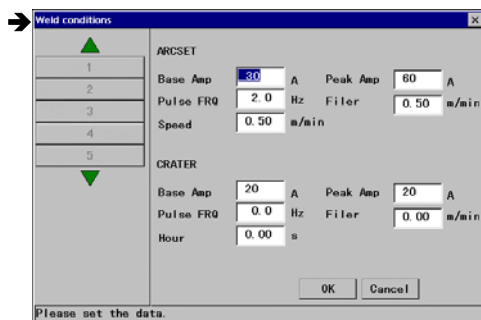 Weld conditions
1
2
3
4
5
ARCSET
Base Amp 30 A Peak Amp 60 A
Pulse FRQ 2.0 Hz Filer 0.50 m/min
Speed 0.50 m/min
CRATER
Base Amp 20 A Peak Amp 20 A
Pulse FRQ 0.0 Hz Filer 0.00 m/min
Hour 0.00 s
OK Cancel
Please set the data.